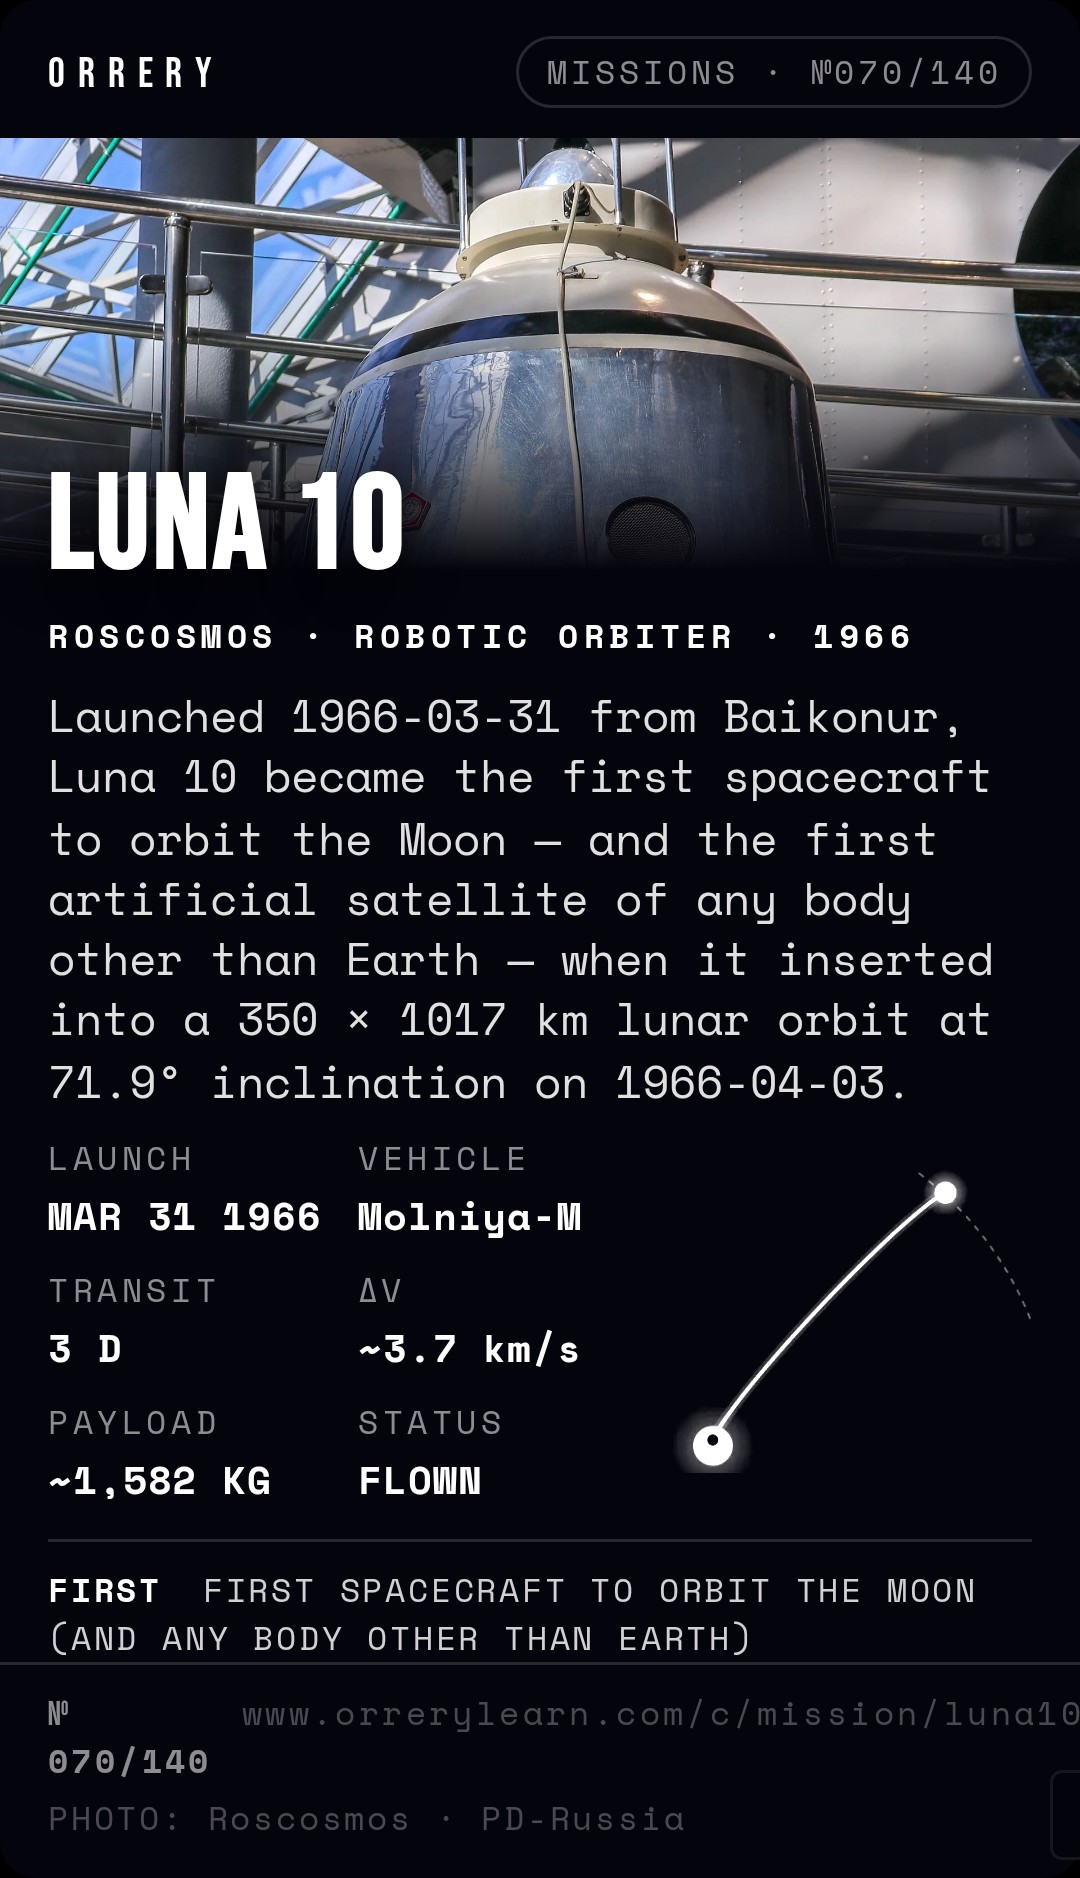 ORRERY
MISSIONS · №070/140
LUNA 10
ROSCOSMOS · ROBOTIC ORBITER · 1966
Launched 1966-03-31 from Baikonur,
Luna 10 became the first spacecraft
to orbit the Moon — and the first
artificial satellite of any body
other than Earth — when it inserted
into a 350 × 1017 km lunar orbit at
71.9° inclination on 1966-04-03.
LAUNCH VEHICLE
MAR 31 1966 Molniya-M
TRANSIT ΔV
3 D ~3.7 km/s
PAYLOAD STATUS
~1,582 KG FLOWN
FIRST FIRST SPACECRAFT TO ORBIT THE MOON
(AND ANY BODY OTHER THAN EARTH)
№ www.orrerylearn.com/c/mission/luna10
070/140
PHOTO: Roscosmos · PD-Russia